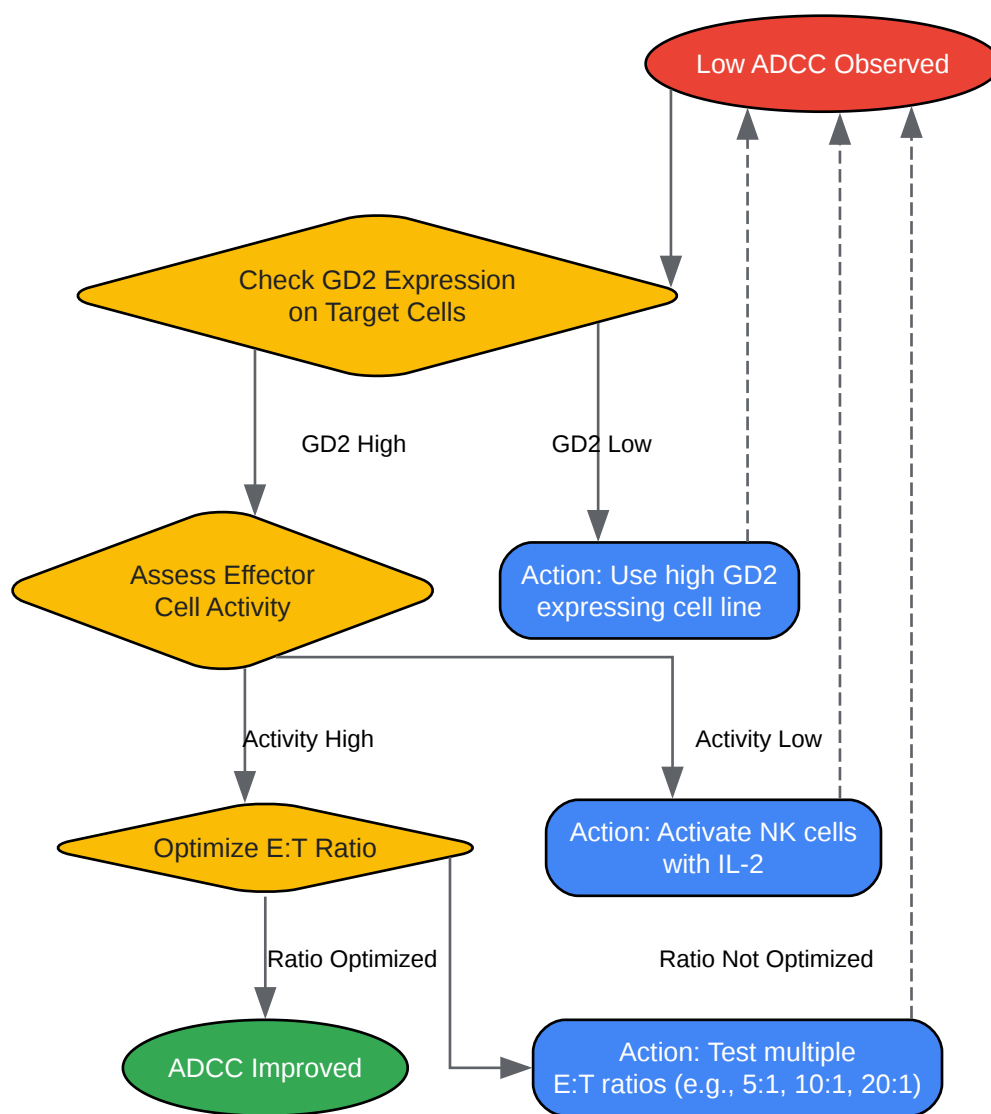 Low ADCC Observed
Check GD2 Expression
on Target Cells
GD2 High
GD2 Low
Assess Effector
Cell Activity
Action: Use high GD2
expressing cell line
Activity High
Activity Low
Optimize E:T Ratio
Action: Activate NK cells
with IL-2
Ratio Optimized
Ratio Not Optimized
ADCC Improved
Action: Test multiple
E:T ratios (e.g., 5:1, 10:1, 20:1)